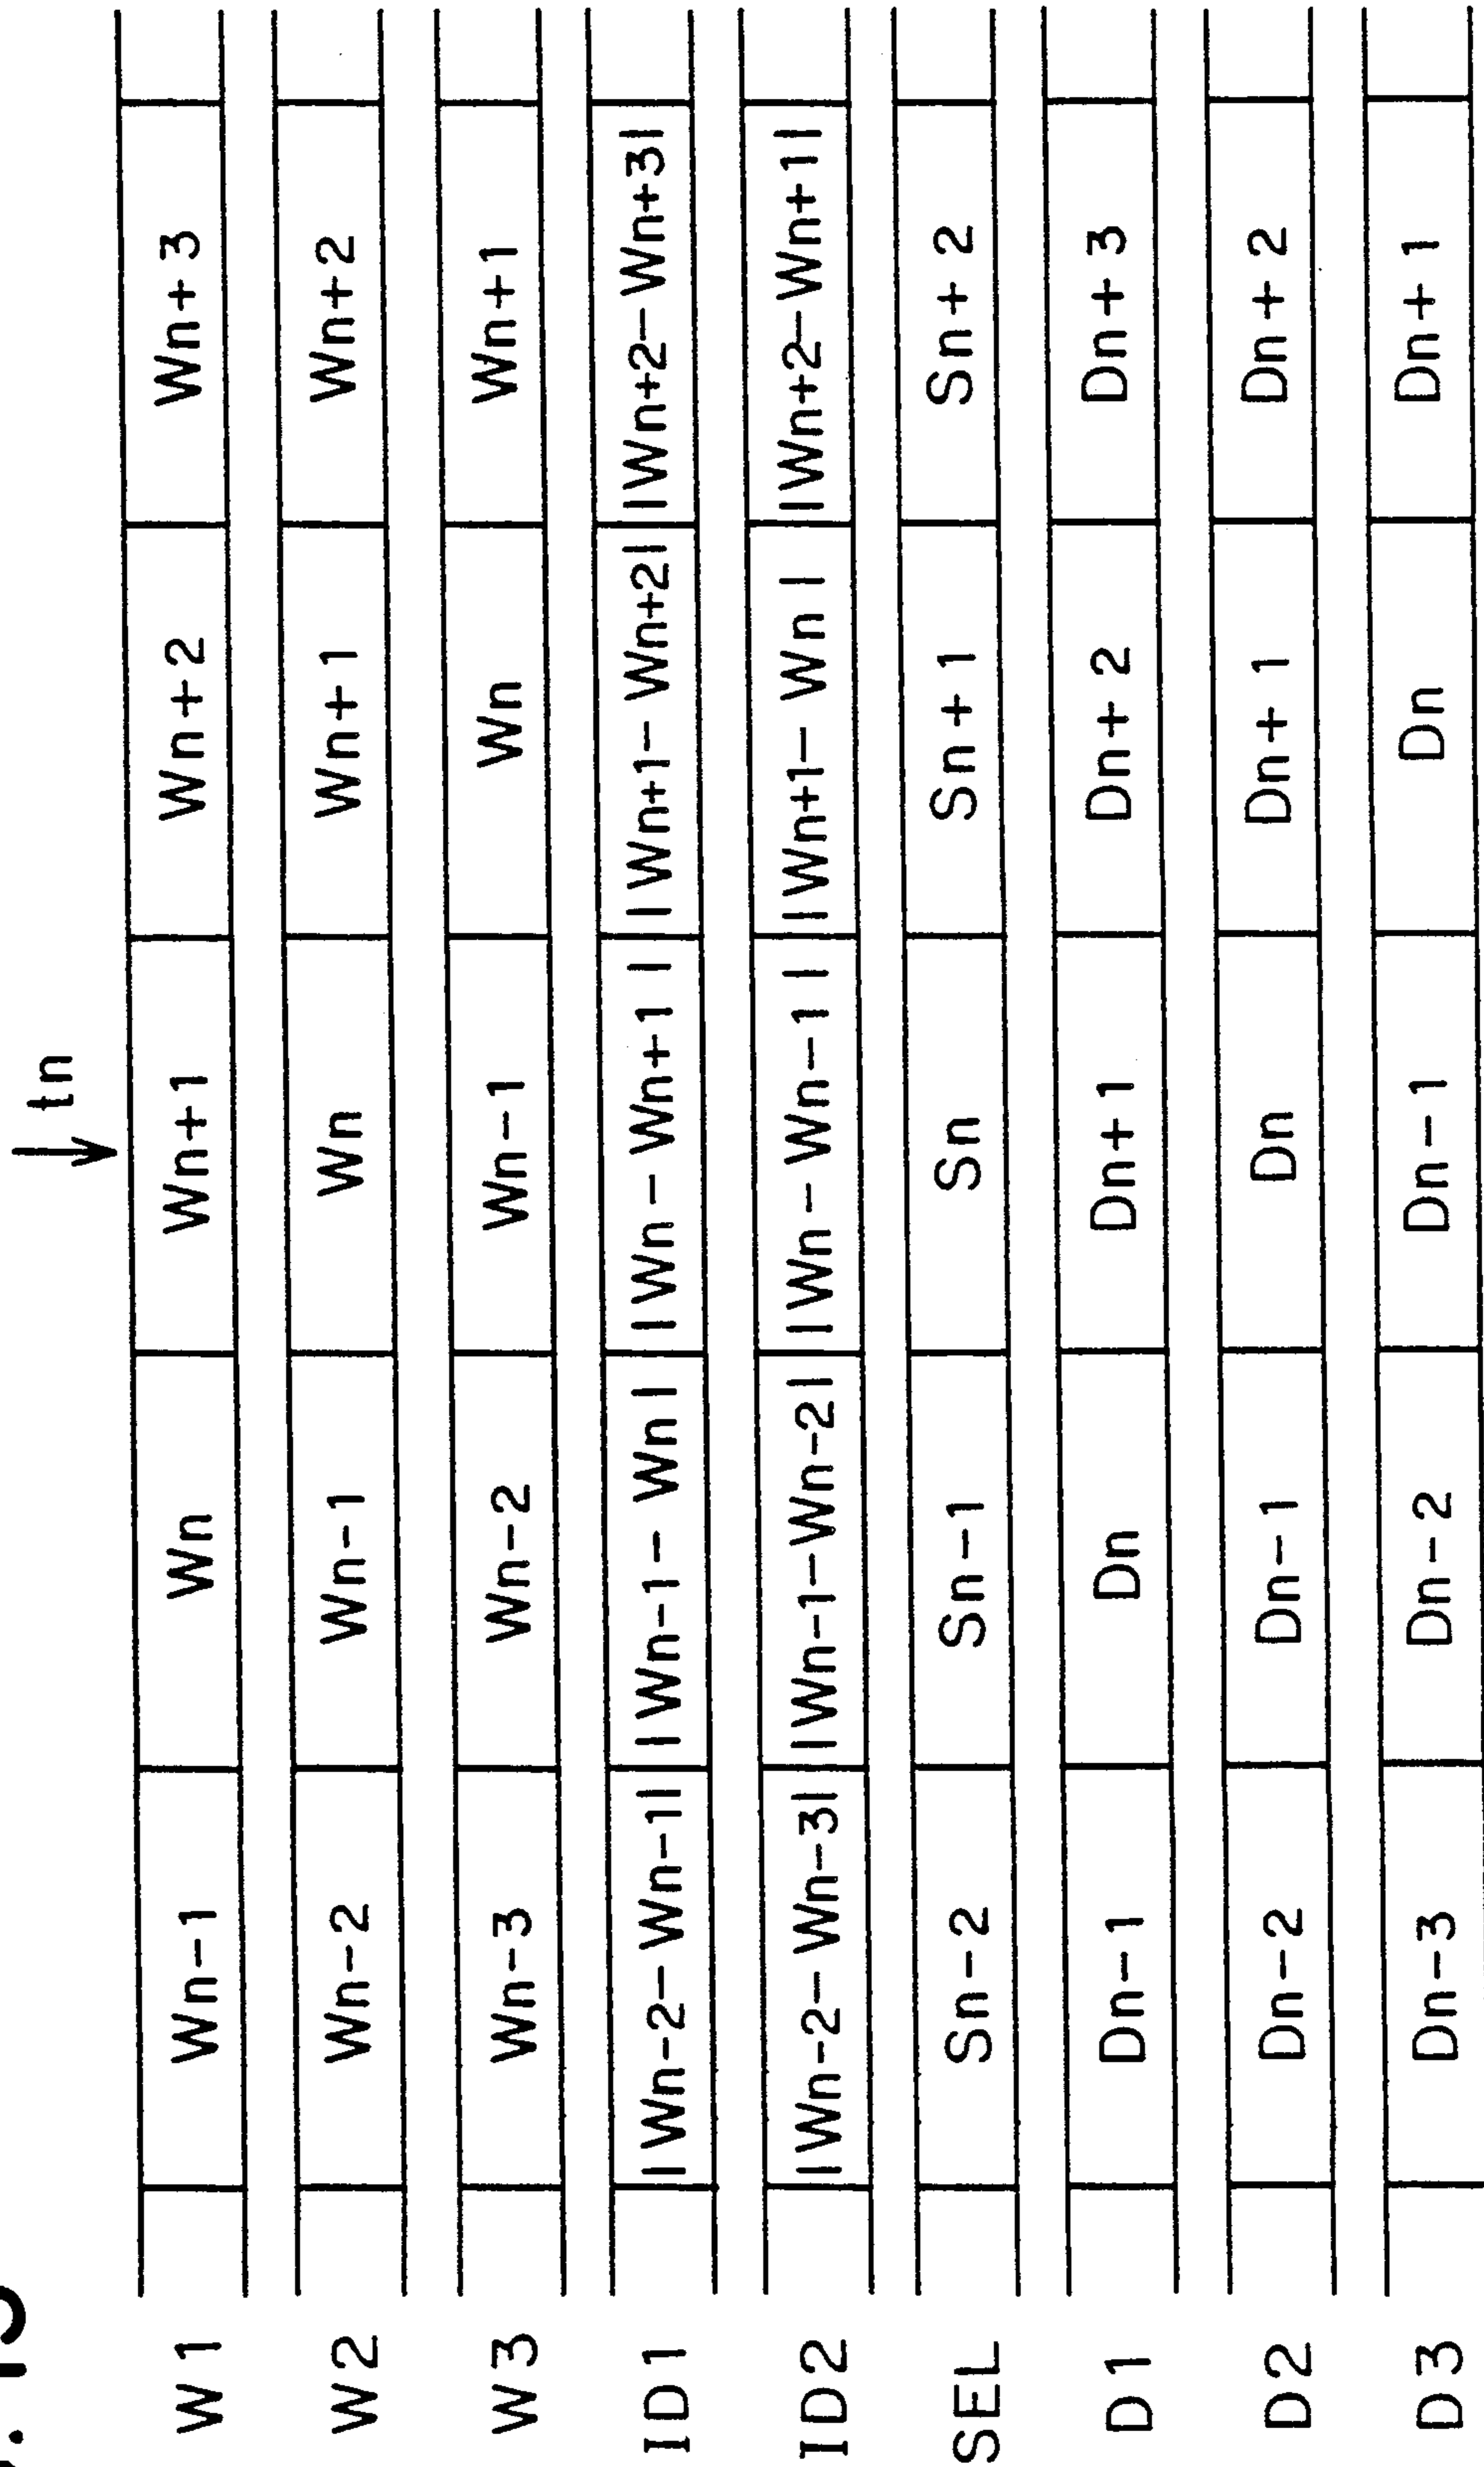 tn
W1 Wn-1 Wn Wn+1 Wn+2 Wn+3
W2 Wn-2 Wn-1 Wn Wn+1 Wn+2
W3 Wn-3 Wn-2 Wn-1 Wn Wn+1
ID1 |Wn-2-Wn-1| |Wn-1-Wn| |Wn-Wn+1| |Wn+1-Wn+2| |Wn+2-Wn+3|
ID2 |Wn-2-Wn-3| |Wn-1-Wn-2| |Wn-Wn-1| |Wn+1-Wn| |Wn+2-Wn+1|
SEL Sn-2 Sn-1 Sn Sn+1 Sn+2
D1 Dn-1 Dn Dn+1 Dn+2 Dn+3
D2 Dn-2 Dn-1 Dn Dn+1 Dn+2
D3 Dn-3 Dn-2 Dn-1 Dn Dn+1